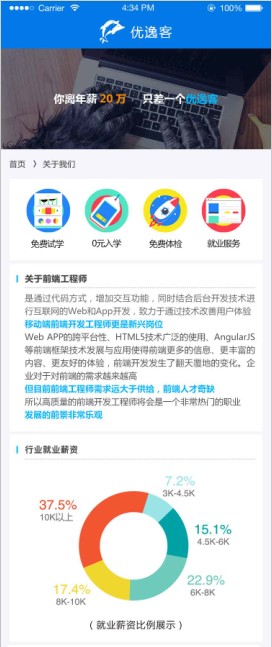 Carrier
4:34 PM
100%
优逸客
你离年薪 20 万 只差一个优逸客
首页 > 关于我们
免费试学
0元入学
免费体检
就业服务
关于前端工程师
是通过代码方式，增加交互功能，同时结合后台开发技术进
行互联网的Web和App开发，致力于通过技术改善用户体验
移动端前端开发工程师更是新兴岗位
Web APP的跨平台性、HTML5技术广泛的使用、AngularJS
等前端框架技术发展与应用使得前端更多的信息、更丰富的
内容、更友好的体验，前端开发发生了翻天覆地的变化。企
业对于对前端的需求越来越高
但目前前端工程师需求远大于供给，前端人才奇缺
所以高质量的前端开发工程师将会是一个非常热门的职业
发展的前景非常乐观
行业就业薪资
7.2%
3K-4.5K
37.5%
10K以上
15.1%
4.5K-6K
22.9%
6K-8K
17.4%
8K-10K
( 就业薪资比例展示 )